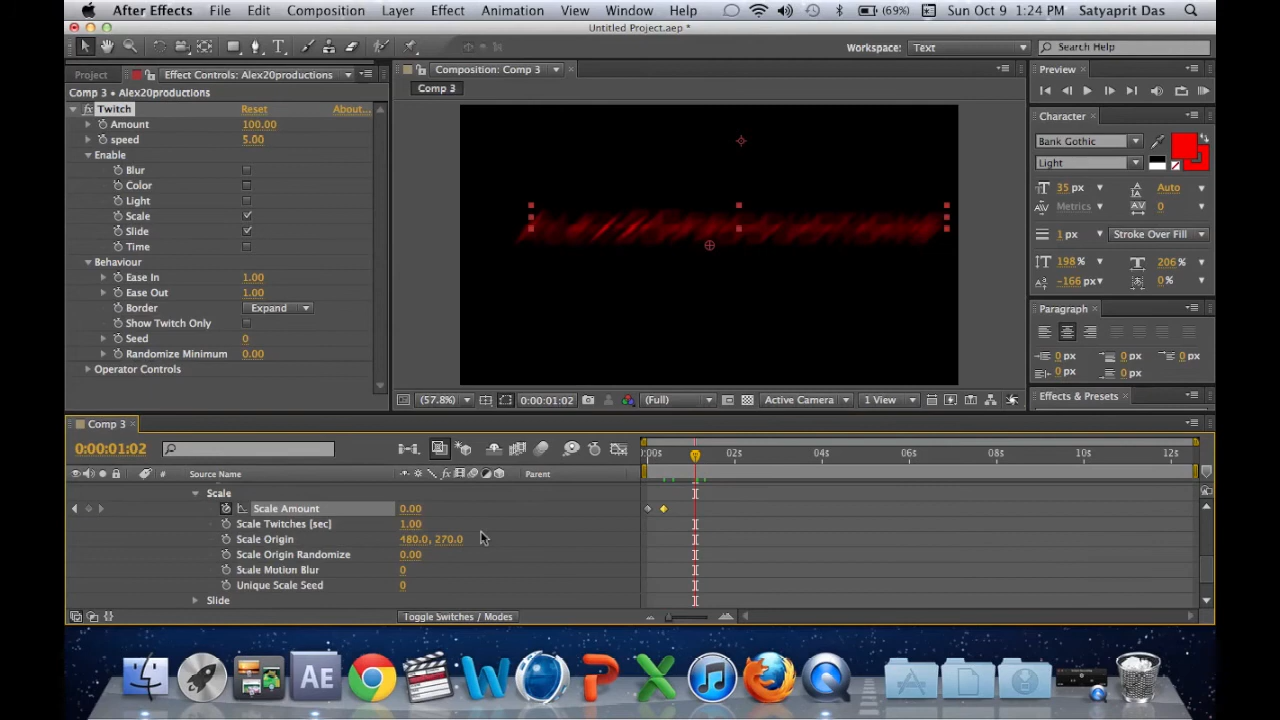 After Effects File Edit Composition Layer Effect Animation View Window Help (69%) Sun Oct 9 1:24 PM Satyaprit Das
Untitled Project.aep *
Workspace: Text Search Help
Project Effect Controls: Alex20productions Composition: Comp 3 Preview
Comp 3 • Alex20productions Comp 3
fx Twitch Reset About...
Amount 100.00
speed 5.00
Enable
Blur
Color
Light
Scale
Slide
Time
Behaviour
Ease In 1.00
Ease Out 1.00
Border Expand
Show Twitch Only
Seed 0
Randomize Minimum 0.00
Operator Controls
Character
Bank Gothic
Light
35 px Auto
Metrics 0
1 px Stroke Over Fill
198 % 206 %
-166 px 0 %
Paragraph
0 px 0 px 0 px
0 px 0 px
Effects & Presets
(57.8%) 0:00:01:02 (Full) Active Camera 1 View
Comp 3
0:00:01:02 :00s 02s 04s 06s 08s 10s 12s
# Source Name fx Parent
Scale
Scale Amount 0.00
Scale Twitches [sec] 1.00
Scale Origin 480.0, 270.0
Scale Origin Randomize 0.00
Scale Motion Blur 0
Unique Scale Seed 0
Slide
Toggle Switches / Modes
AE